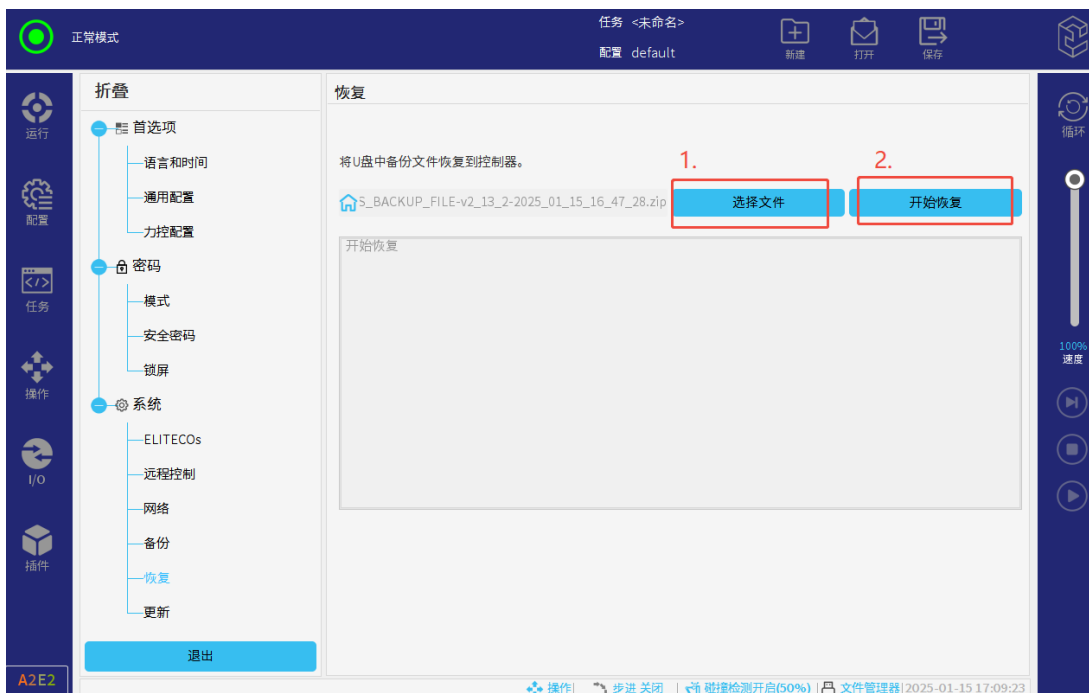 正常模式
任务 <未命名>
配置 default
新建
打开
保存
运行
配置
任务
操作
I/O
插件
A2E2
折叠
首选项
语言和时间
通用配置
力控配置
密码
模式
安全密码
锁屏
系统
ELITECOs
远程控制
网络
备份
恢复
更新
退出
恢复
将U盘中备份文件恢复到控制器。
1.
2.
S_BACKUP_FILE-v2_13_2-2025_01_15_16_47_28.zip
选择文件
开始恢复
开始恢复
循环
100%
速度
操作| 步进 关闭 | 碰撞检测开启(50%) | 文件管理器| 2025-01-15 17:09:23